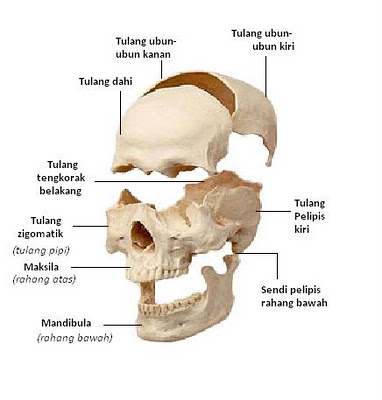 Tulang ubun-
ubun kanan
Tulang ubun-
ubun kiri
Tulang dahi
Tulang
tengkorak
belakang
Tulang
Pelipis
kiri
Tulang
zigomatik
(tulang pipi)
Maksila
(rahang atas)
Sendi pelipis
rahang bawah
Mandibula
(rahang bawah)